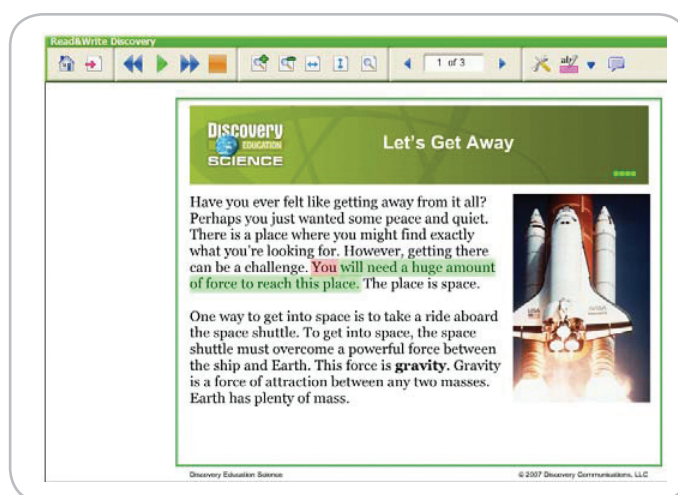 Read&Write Discovery
1 of 3
Discovery
EDUCATION
SCIENCE
Let's Get Away
Have you ever felt like getting away from it all?
Perhaps you just wanted some peace and quiet.
There is a place where you might find exactly
what you're looking for. However, getting there
can be a challenge. You will need a huge amount
of force to reach this place. The place is space.
One way to get into space is to take a ride aboard
the space shuttle. To get into space, the space
shuttle must overcome a powerful force between
the ship and Earth. This force is gravity. Gravity
is a force of attraction between any two masses.
Earth has plenty of mass.
USA
Discovery Education Science
© 2007 Discovery Communications, LLC